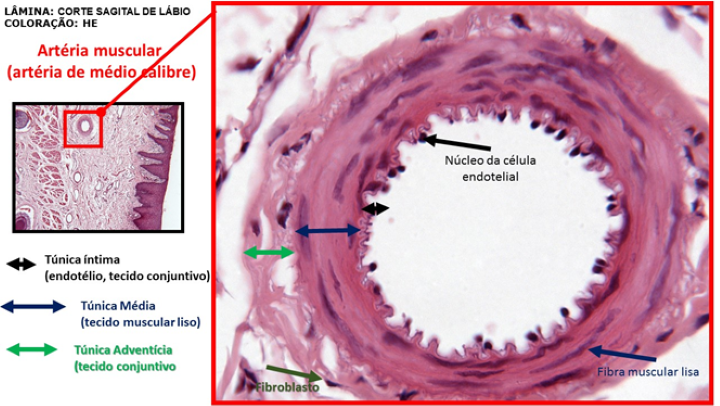 LÂMINA: CORTE SAGITAL DE LÁBIO
COLORAÇÃO: HE
Artéria muscular
(artéria de médio calibre)
Núcleo da célula
endotelial
Túnica íntima
(endotélio, tecido conjuntivo)
Túnica Média
(tecido muscular liso)
Túnica Adventícia
(tecido conjuntivo
Fibroblasto
Fibra muscular lisa